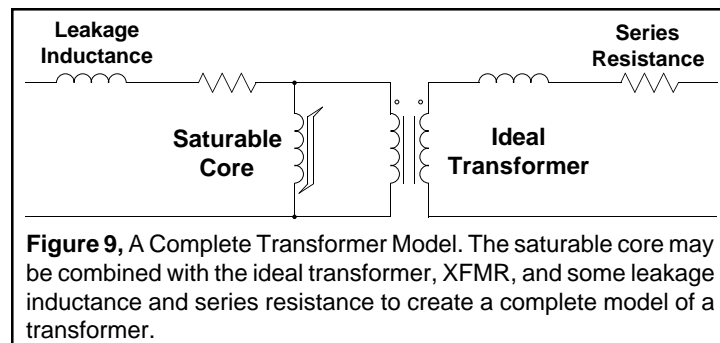 Leakage
Inductance
Series
Resistance
Saturable
Core
Ideal
Transformer
Figure 9, A Complete Transformer Model. The saturable core may
be combined with the ideal transformer, XFMR, and some leakage
inductance and series resistance to create a complete model of a
transformer.